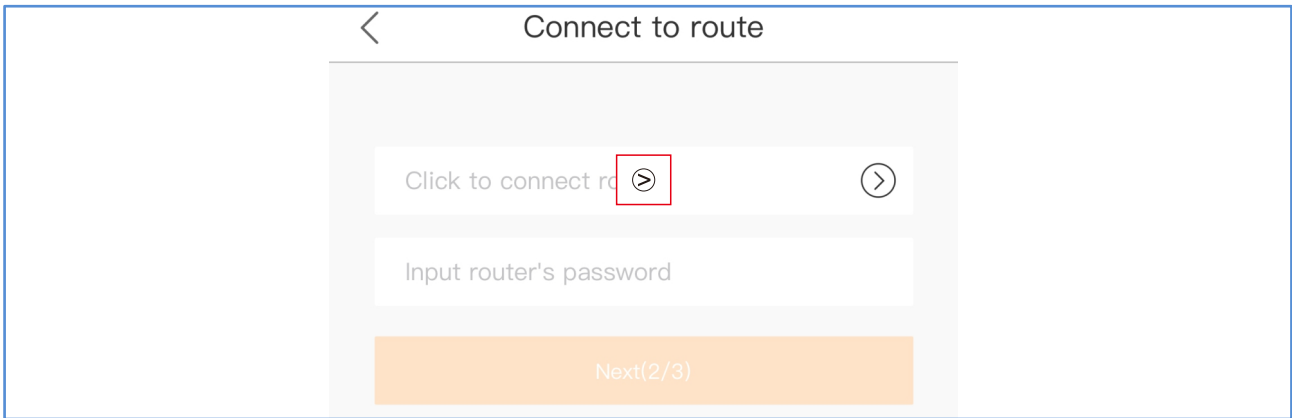 Connect to route
Click to connect ro
Input router's password
Next(2/3)